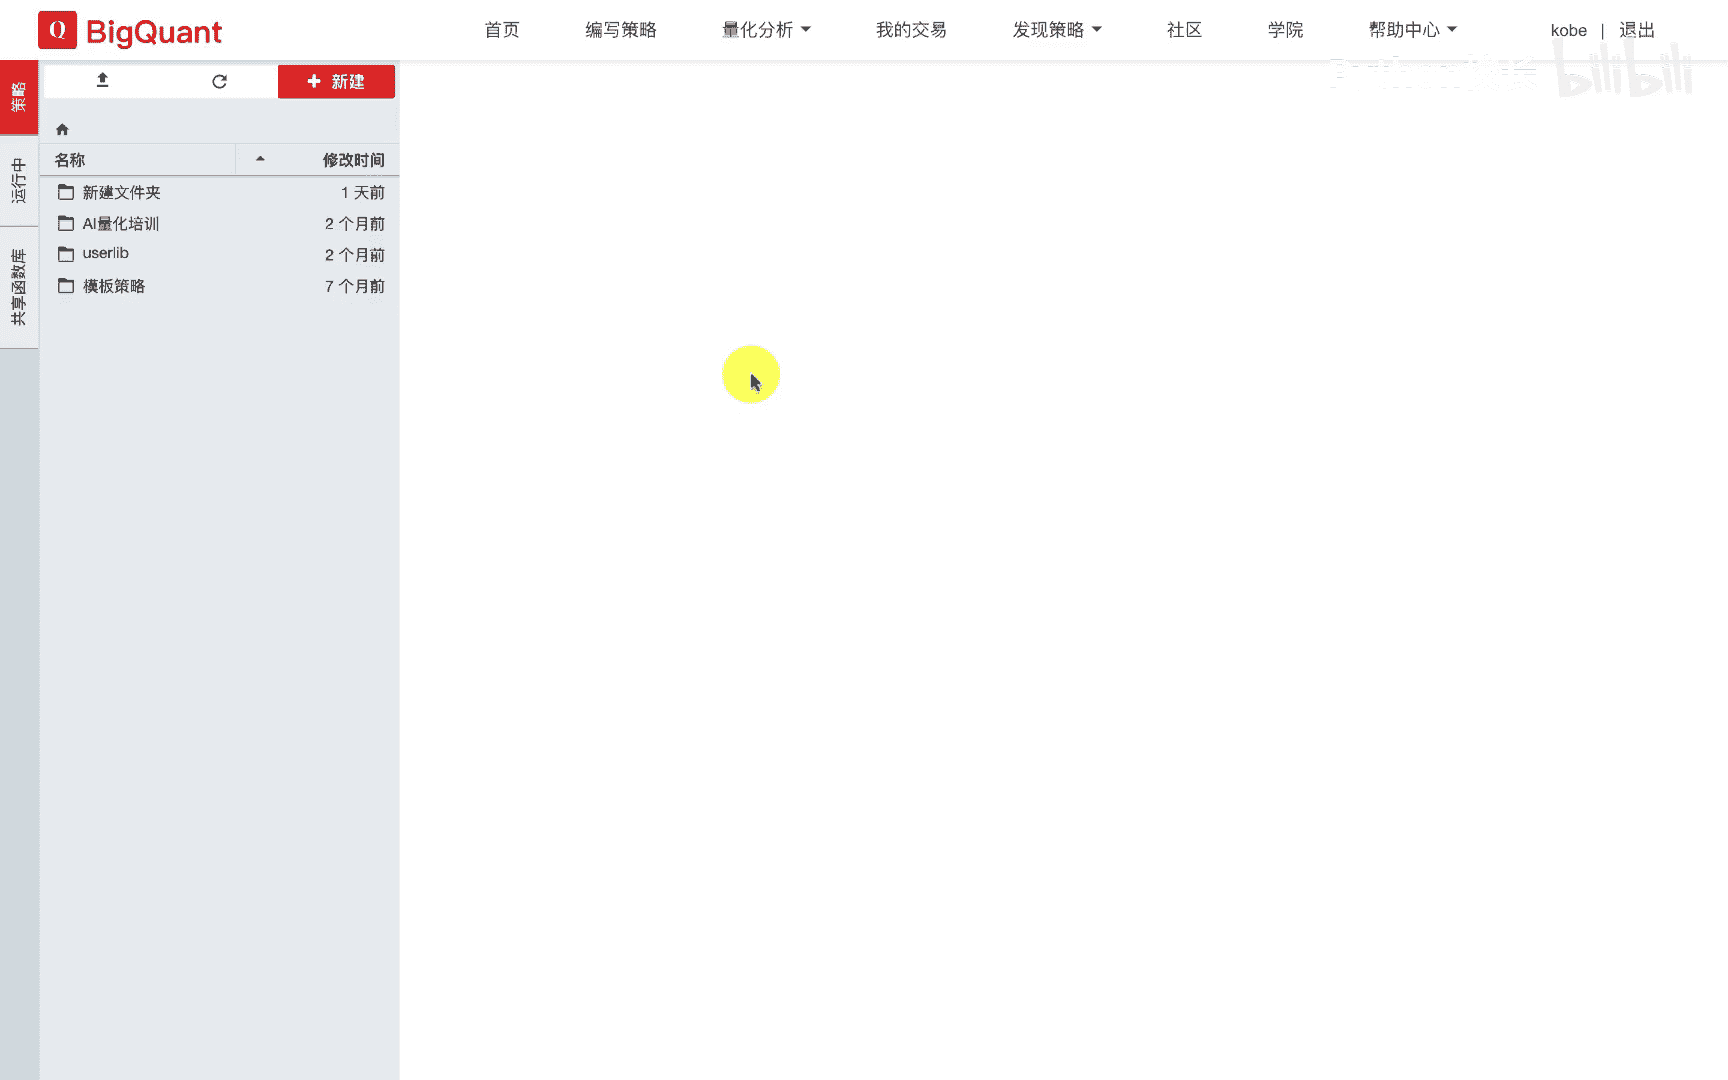 Q BigQuant 首页 编写策略 量化分析 我的交易 发现策略 社区 学院 帮助中心 kobe | 退出
bilibili
策略
运行中
共享函数库
新建
名称 修改时间
新建文件夹 1 天前
AI量化培训 2 个月前
userlib 2 个月前
模板策略 7 个月前